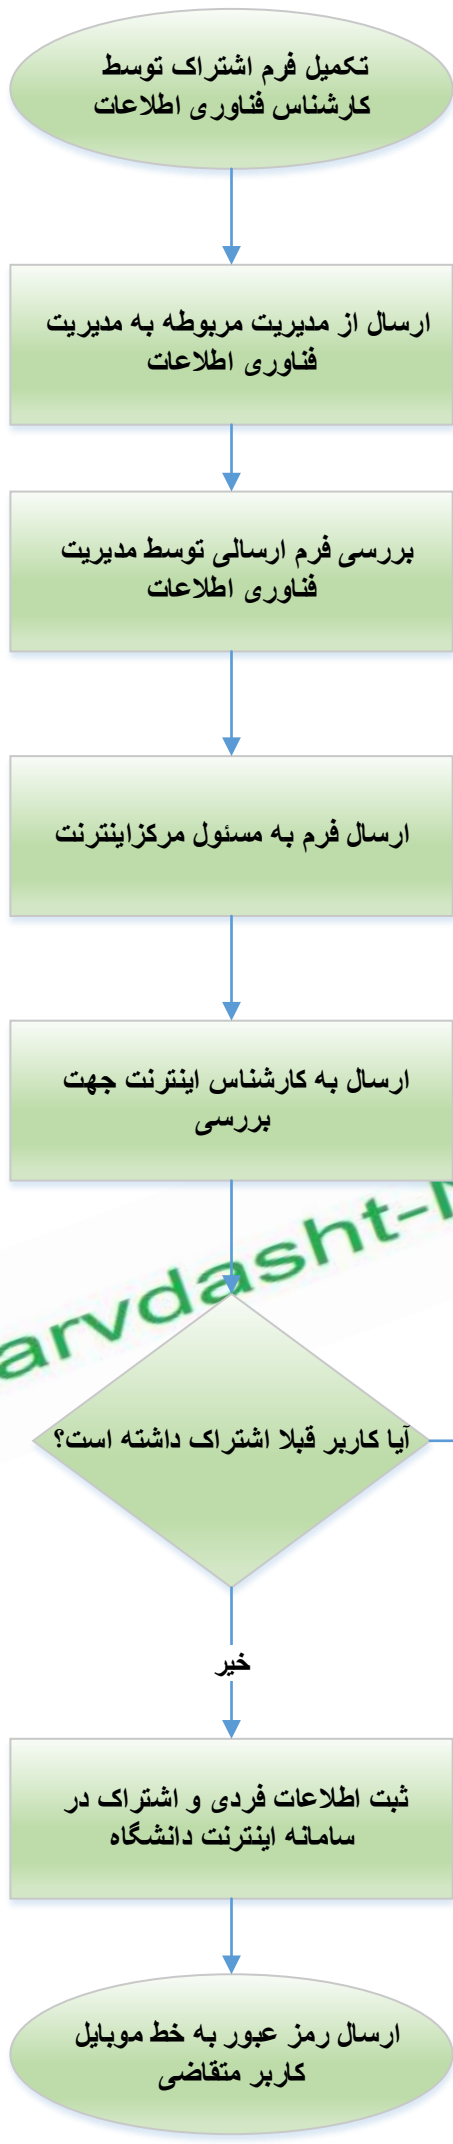 تکمیل فرم اشتراک توسط
کارشناس فناوری اطلاعات
ارسال از مدیریت مربوطه به مدیریت
فناوری اطلاعات
بررسی فرم ارسالی توسط مدیریت
فناوری اطلاعات
ارسال فرم به مسئول مرکزاینترنت
ارسال به کارشناس اینترنت جهت
بررسی
arvdasht-
آیا کاربر قبلا اشتراک داشته است؟
خیر
ثبت اطلاعات فردی و اشتراک در
سامانه اینترنت دانشگاه
ارسال رمز عبور به خط موبایل
کاربر متقاضی